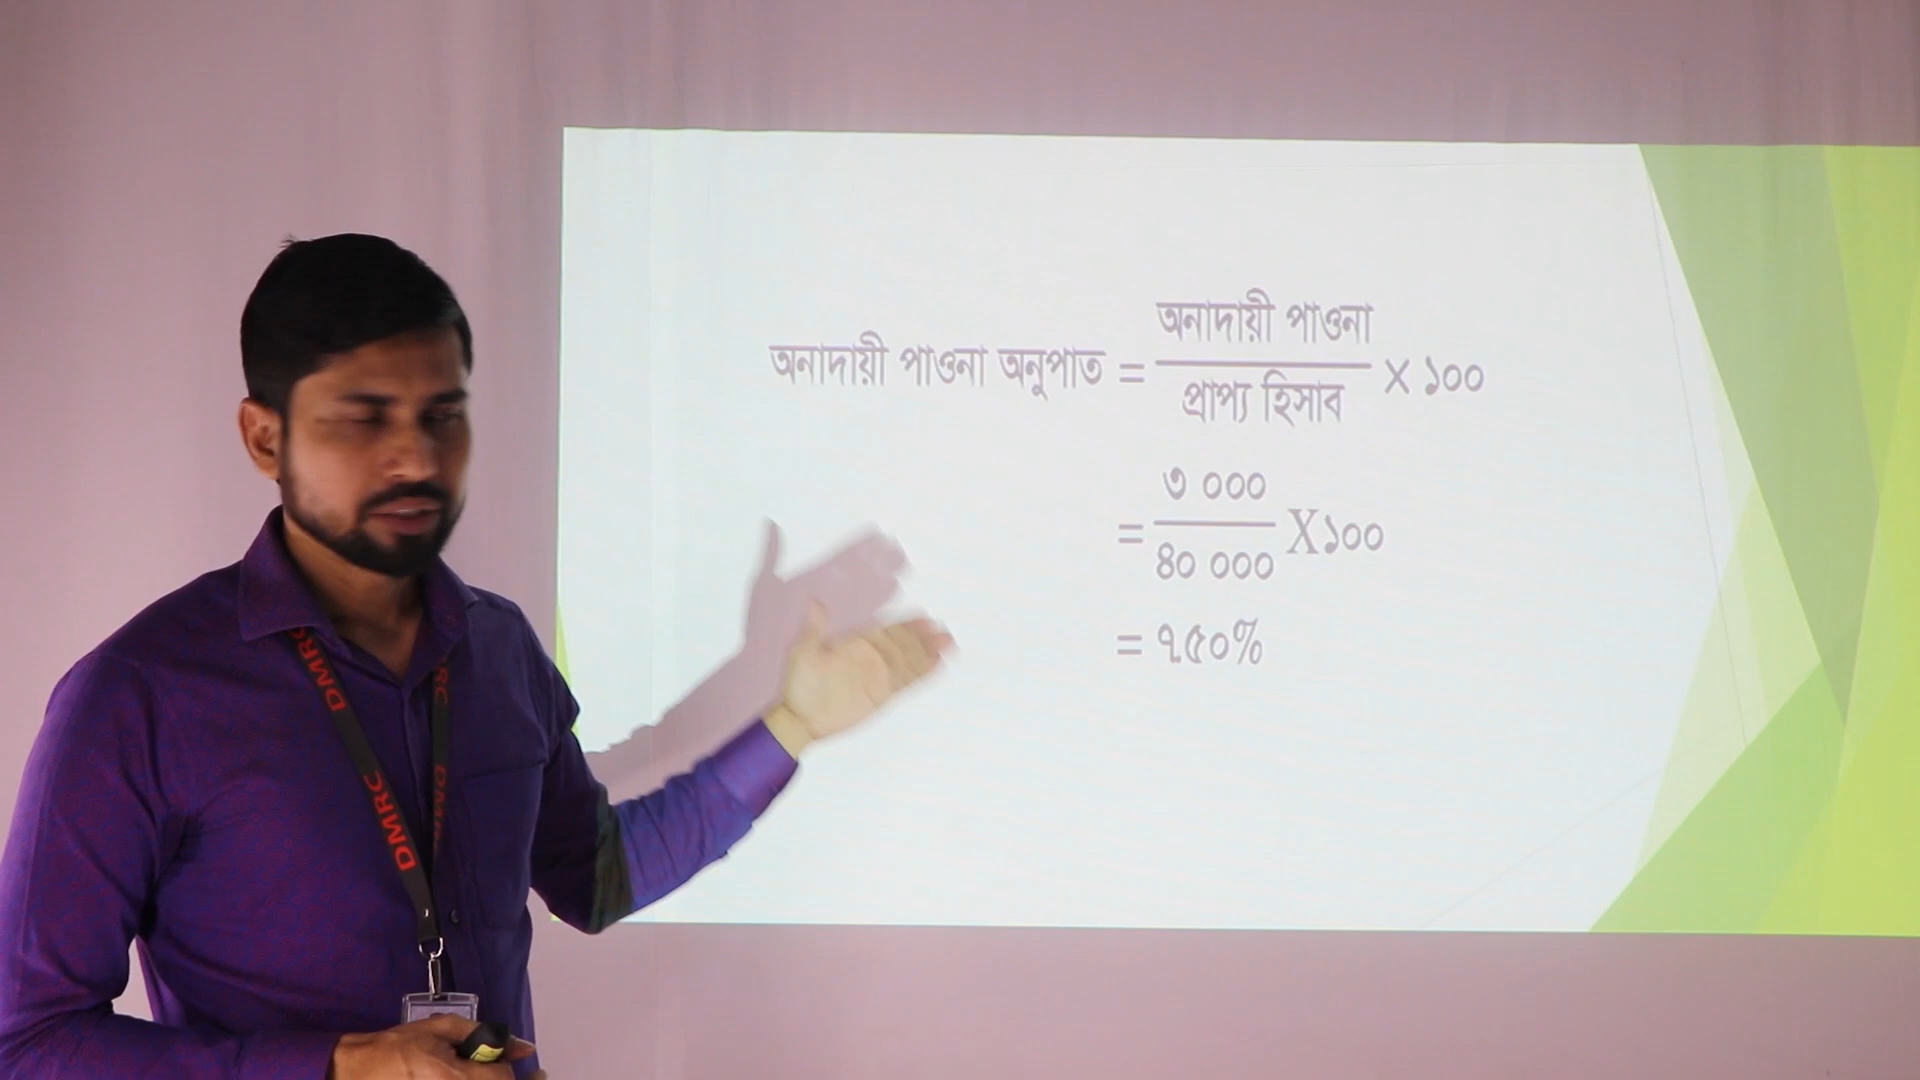 অনাদায়ী পাওনা অনুপাত = অনাদায়ী পাওনা / প্রাপ্য হিসাব × ১০০
= ৩ ০০০ / ৪০ ০০০ X১০০
= ৭.৫০%
DMRC
DMRC